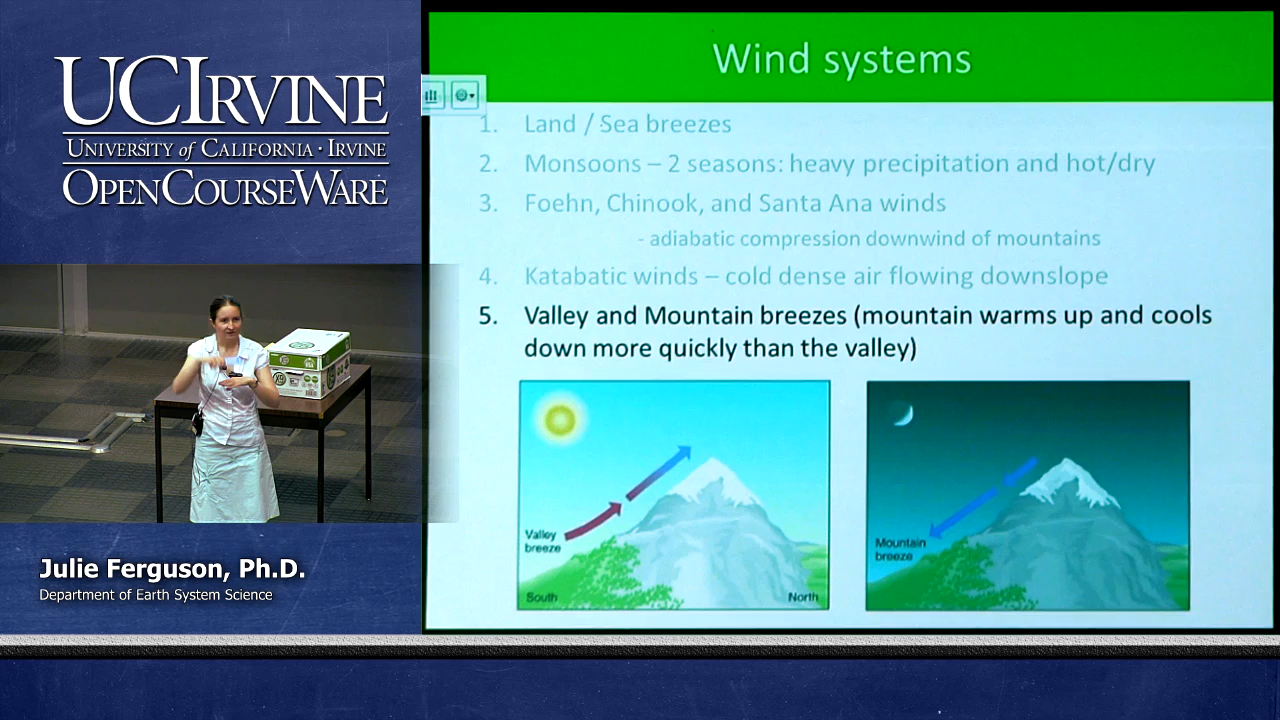 UCIRVINE
UNIVERSITY of CALIFORNIA · IRVINE
OPENCOURSEWARE
Julie Ferguson, Ph.D.
Department of Earth System Science
Wind systems
1. Land / Sea breezes
2. Monsoons – 2 seasons: heavy precipitation and hot/dry
3. Foehn, Chinook, and Santa Ana winds
- adiabatic compression downwind of mountains
4. Katabatic winds – cold dense air flowing downslope
5. Valley and Mountain breezes (mountain warms up and cools
down more quickly than the valley)
Valley
breeze
South
North
Mountain
breeze